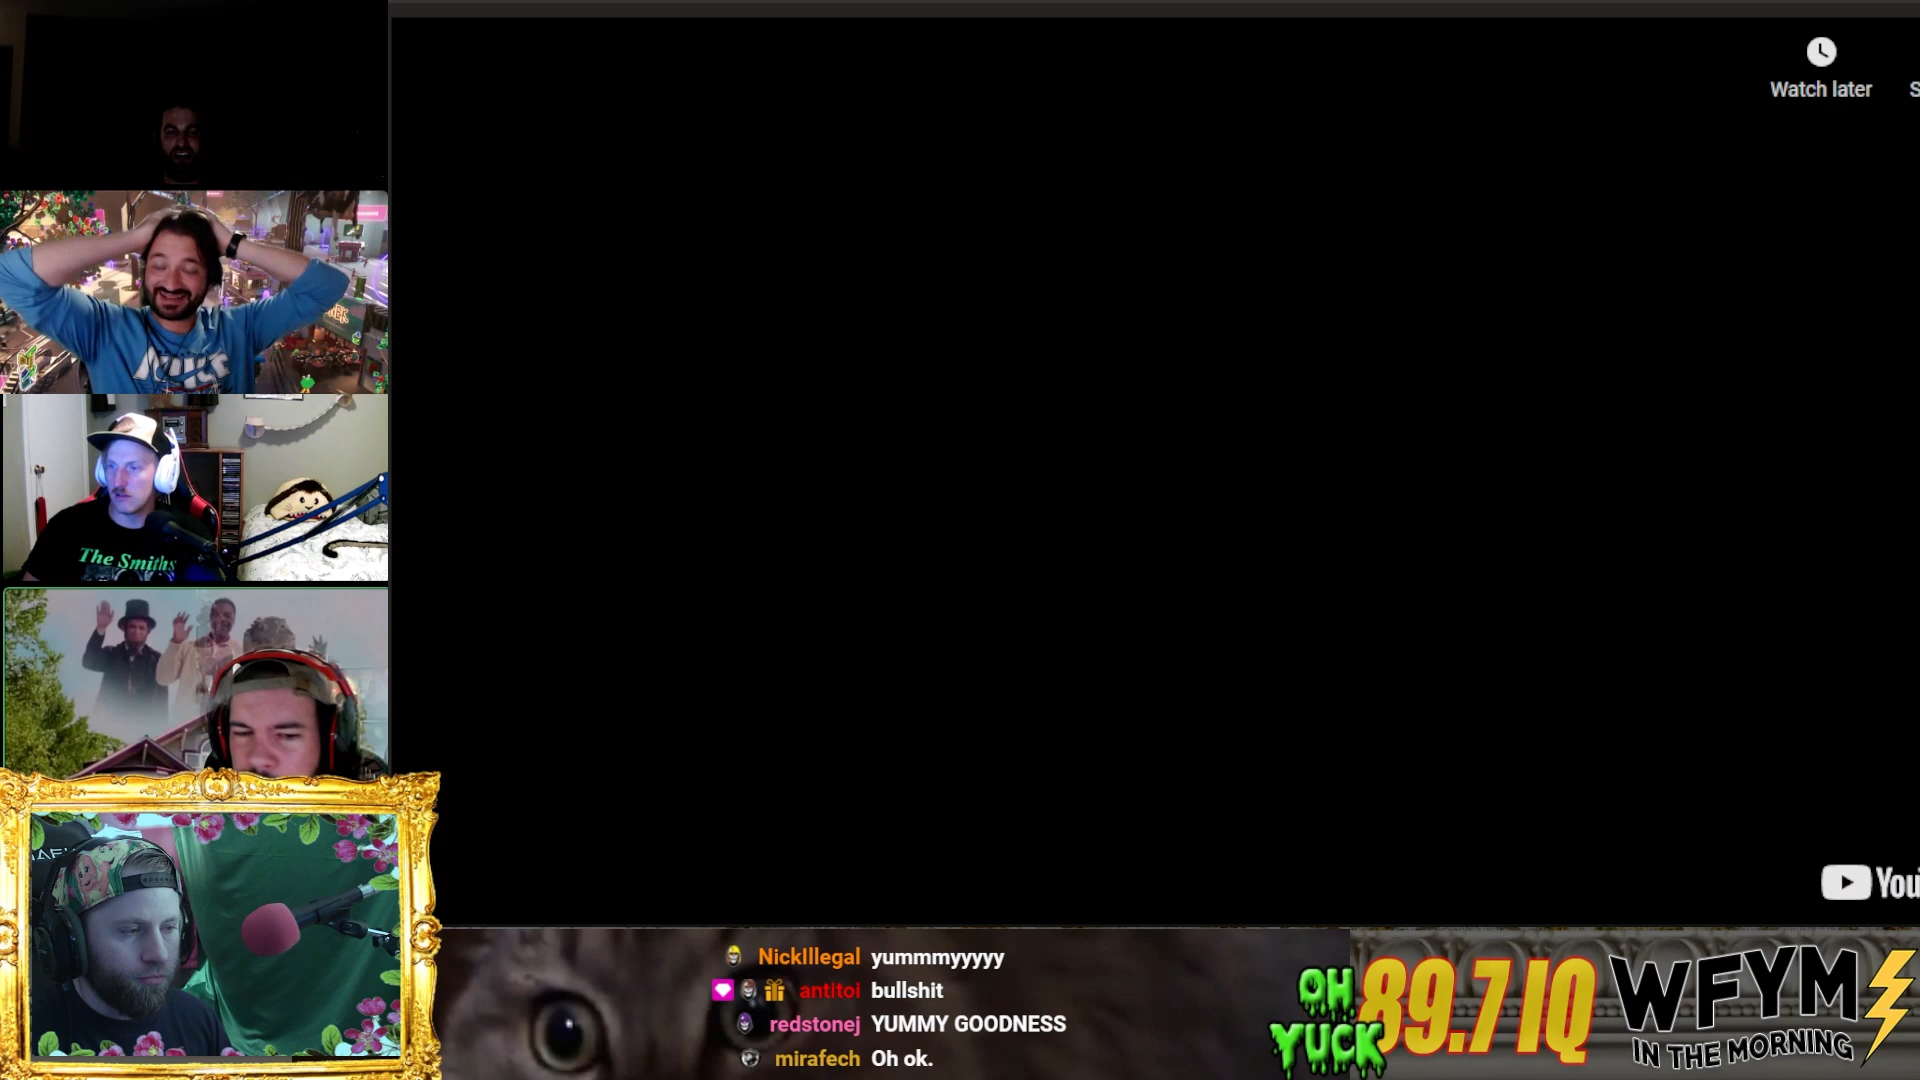 Watch later
S
The Smiths
You
NickIllegal yummmyyyyy
antitoi bullshit
redstonej YUMMY GOODNESS
mirafech Oh ok.
OH
YUCK
89.7 IQ
WFYM
IN THE MORNING